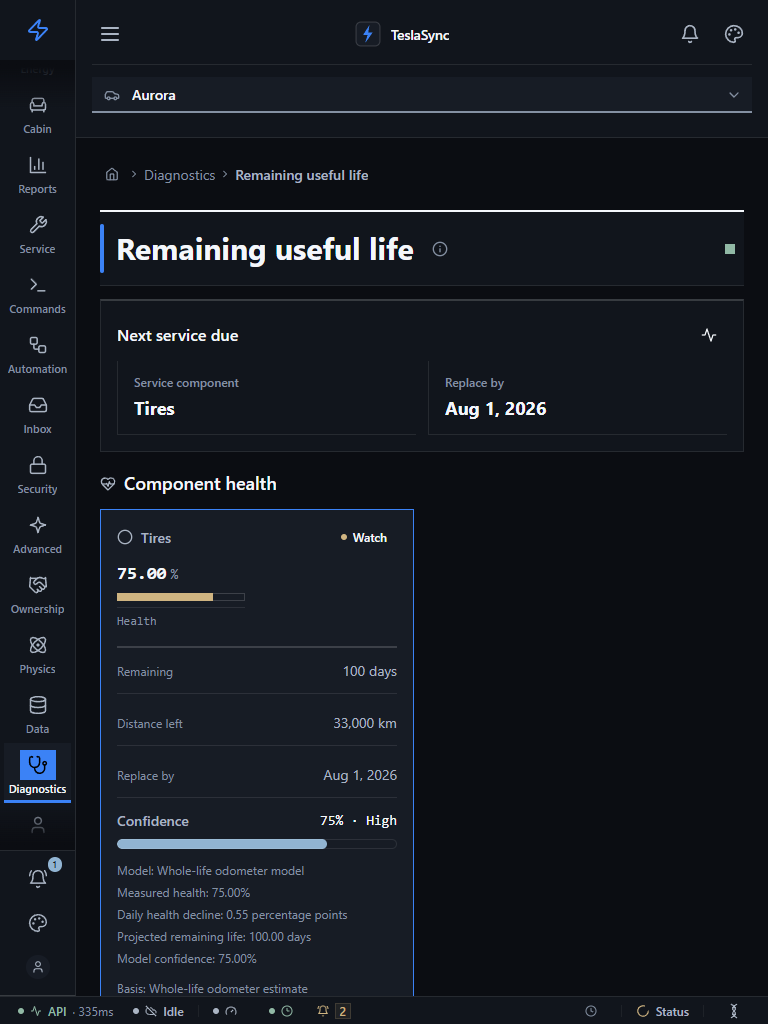 TeslaSync
Aurora
Energy
Cabin
Reports
Service
Commands
Automation
Inbox
Security
Advanced
Ownership
Physics
Data
Diagnostics
1
Diagnostics
Remaining useful life
Remaining useful life
Next service due
Service component
Tires
Replace by
Aug 1, 2026
Component health
Tires
Watch
75.00 %
Health
Remaining
100 days
Distance left
33,000 km
Replace by
Aug 1, 2026
Confidence
75% · High
Model: Whole-life odometer model
Measured health: 75.00%
Daily health decline: 0.55 percentage points
Projected remaining life: 100.00 days
Model confidence: 75.00%
Basis: Whole-life odometer estimate
API · 335ms
Idle
2
Status